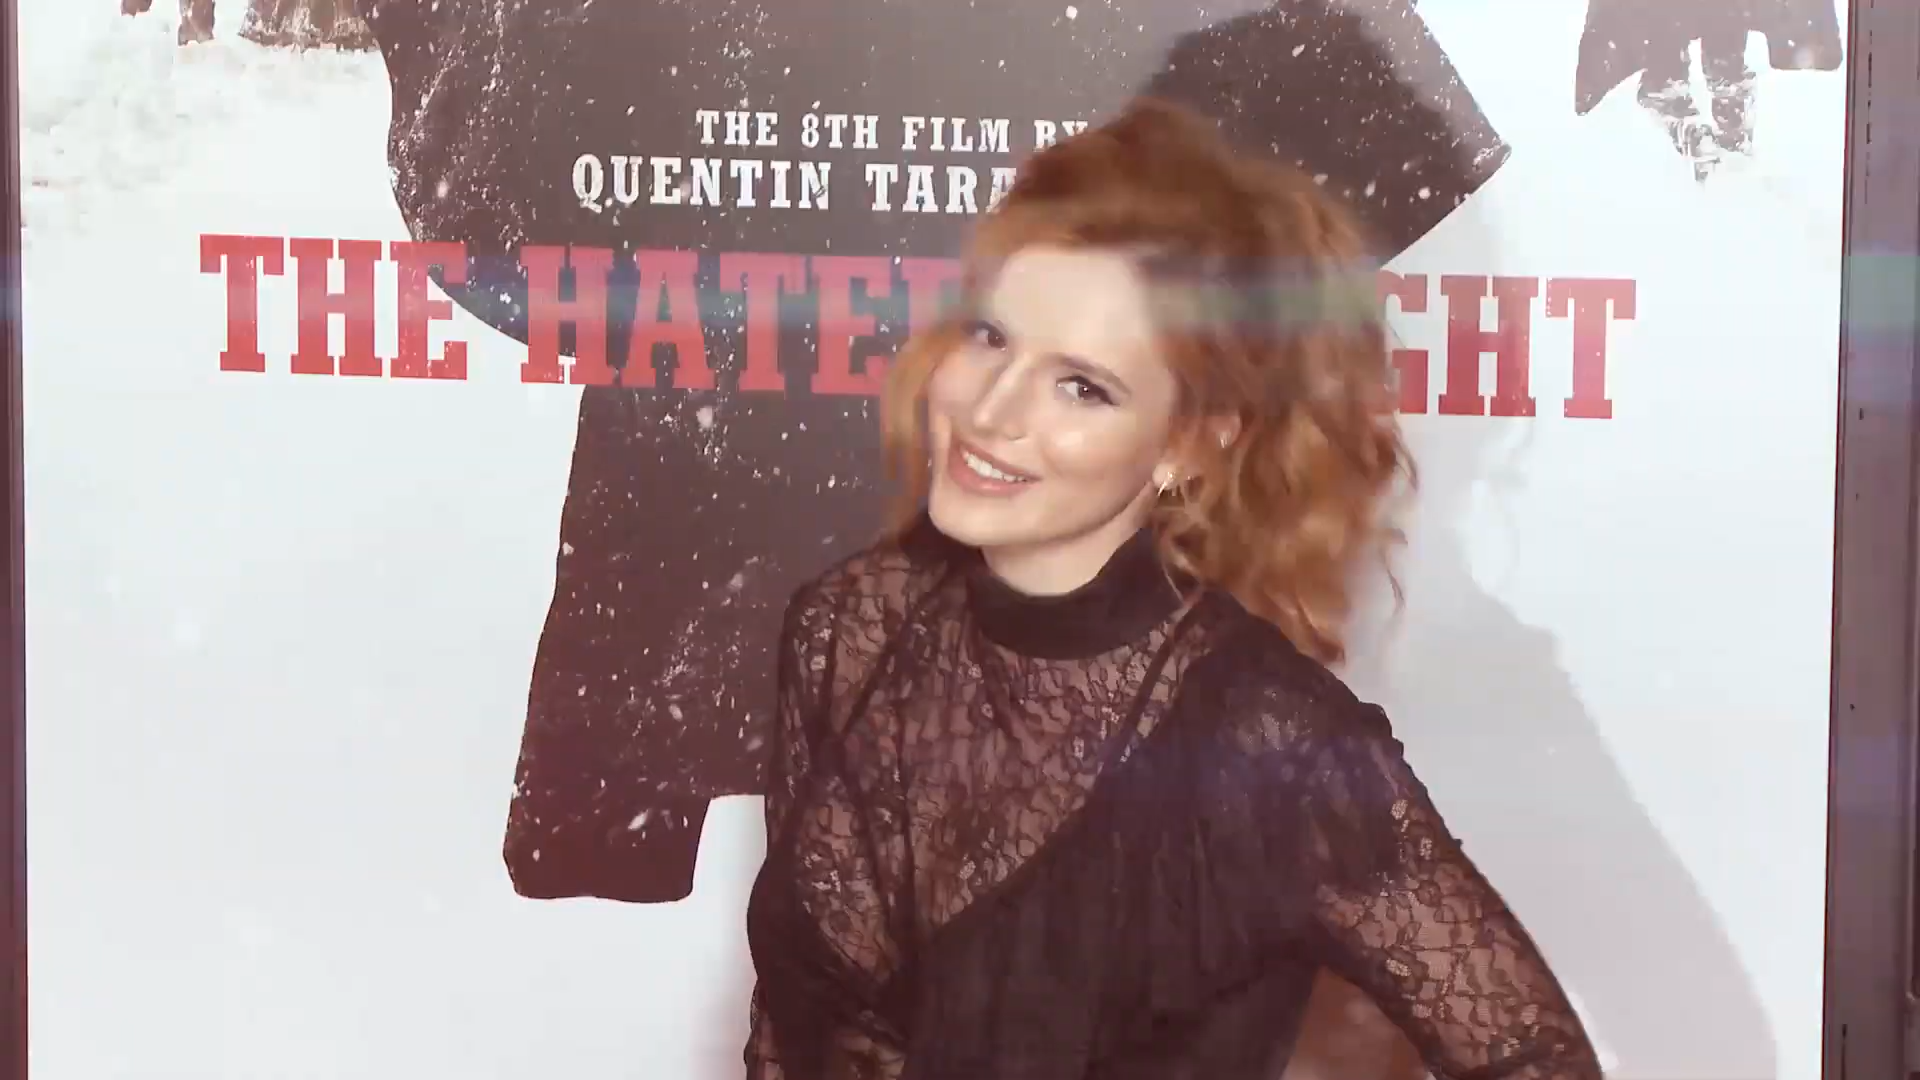 THE 8TH FILM BY
QUENTIN TARA
THE HATE GHT